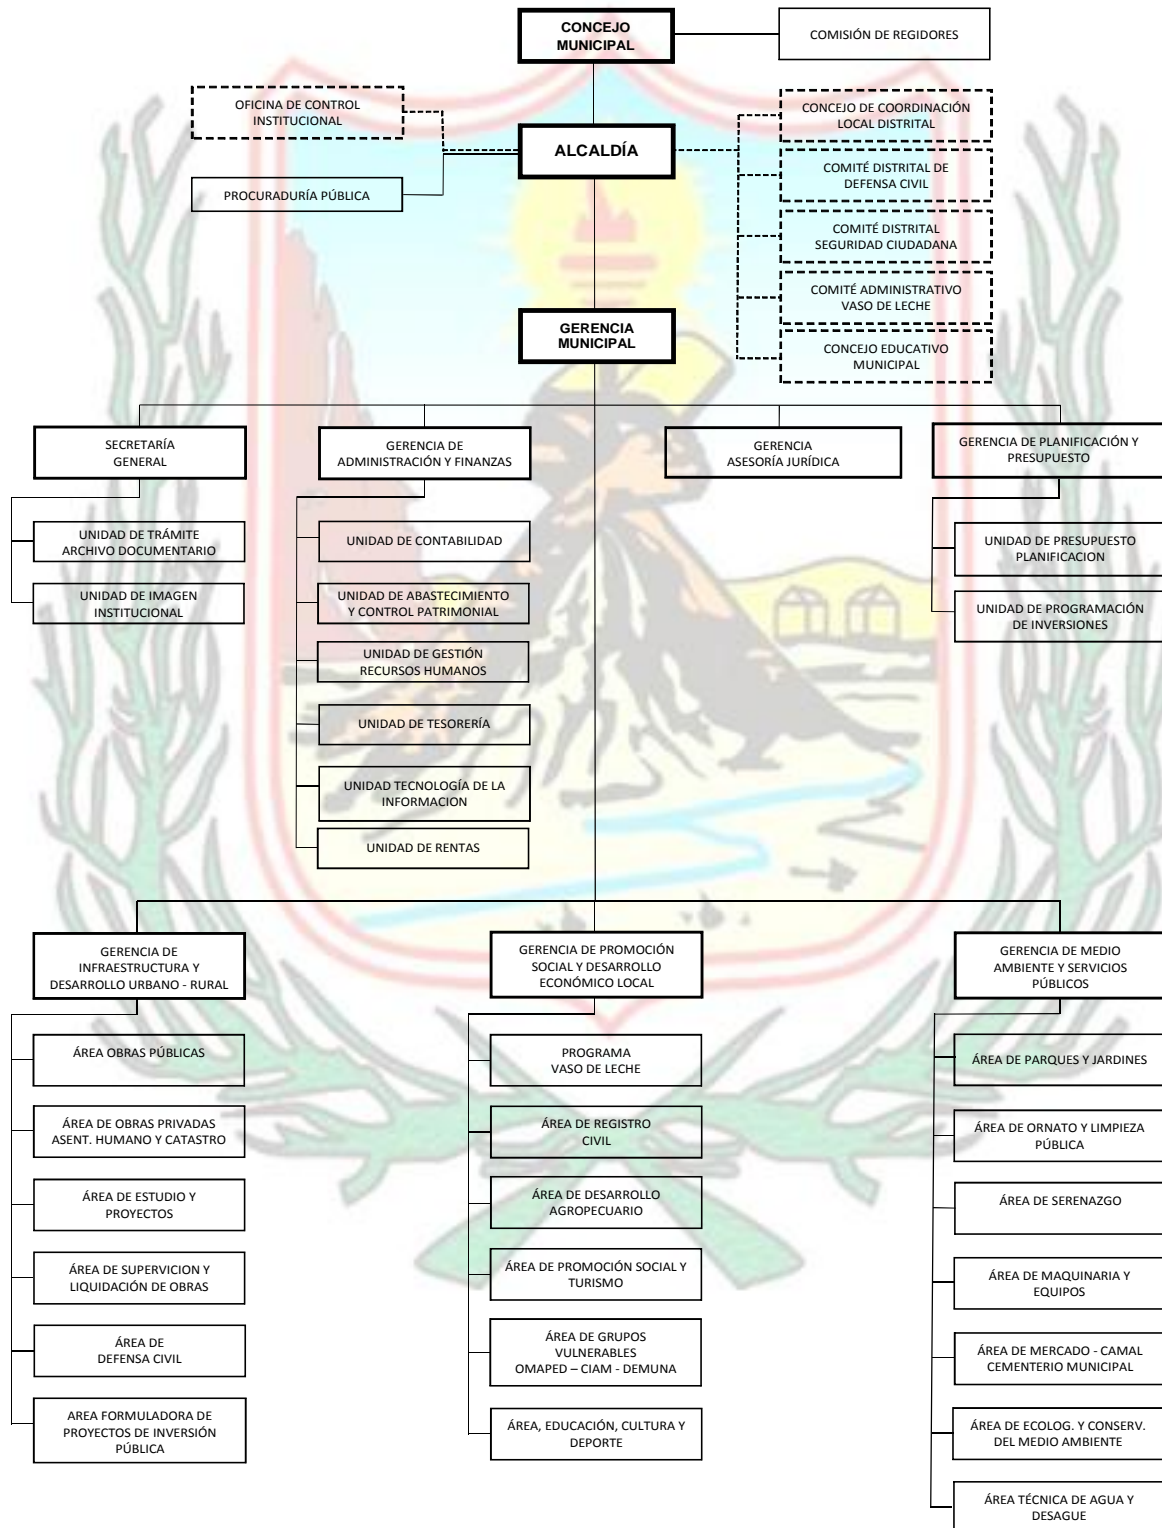 CONCEJO
MUNICIPAL
COMISIÓN DE REGIDORES
OFICINA DE CONTROL
INSTITUCIONAL
CONCEJO DE COORDINACIÓN
LOCAL DISTRITAL
ALCALDÍA
COMITÉ DISTRITAL DE
DEFENSA CIVIL
PROCURADURÍA PÚBLICA
COMITÉ DISTRITAL
SEGURIDAD CIUDADANA
COMITÉ ADMINISTRATIVO
VASO DE LECHE
GERENCIA
MUNICIPAL
CONCEJO EDUCATIVO
MUNICIPAL
SECRETARÍA
GENERAL
GERENCIA DE
ADMINISTRACIÓN Y FINANZAS
GERENCIA
ASESORÍA JURÍDICA
GERENCIA DE PLANIFICACIÓN Y
PRESUPUESTO
UNIDAD DE TRÁMITE
ARCHIVO DOCUMENTARIO
UNIDAD DE IMAGEN
INSTITUCIONAL
UNIDAD DE CONTABILIDAD
UNIDAD DE ABASTECIMIENTO
Y CONTROL PATRIMONIAL
UNIDAD DE GESTIÓN
RECURSOS HUMANOS
UNIDAD DE TESORERÍA
UNIDAD TECNOLOGÍA DE LA
INFORMACION
UNIDAD DE RENTAS
UNIDAD DE PRESUPUESTO
PLANIFICACION
UNIDAD DE PROGRAMACIÓN
DE INVERSIONES
GERENCIA DE
INFRAESTRUCTURA Y
DESARROLLO URBANO - RURAL
GERENCIA DE PROMOCIÓN
SOCIAL Y DESARROLLO
ECONÓMICO LOCAL
GERENCIA DE MEDIO
AMBIENTE Y SERVICIOS
PÚBLICOS
ÁREA OBRAS PÚBLICAS
ÁREA DE OBRAS PRIVADAS
ASENT. HUMANO Y CATASTRO
ÁREA DE ESTUDIO Y
PROYECTOS
ÁREA DE SUPERVICION Y
LIQUIDACIÓN DE OBRAS
ÁREA DE
DEFENSA CIVIL
AREA FORMULADORA DE
PROYECTOS DE INVERSIÓN
PÚBLICA
PROGRAMA
VASO DE LECHE
ÁREA DE REGISTRO
CIVIL
ÁREA DE DESARROLLO
AGROPECUARIO
ÁREA DE PROMOCIÓN SOCIAL Y
TURISMO
ÁREA DE GRUPOS
VULNERABLES
OMAPED – CIAM - DEMUNA
ÁREA, EDUCACIÓN, CULTURA Y
DEPORTE
ÁREA DE PARQUES Y JARDINES
ÁREA DE ORNATO Y LIMPIEZA
PÚBLICA
ÁREA DE SERENAZGO
ÁREA DE MAQUINARIA Y
EQUIPOS
ÁREA DE MERCADO - CAMAL
CEMENTERIO MUNICIPAL
ÁREA DE ECOLOG. Y CONSERV.
DEL MEDIO AMBIENTE
ÁREA TÉCNICA DE AGUA Y
DESAGUE